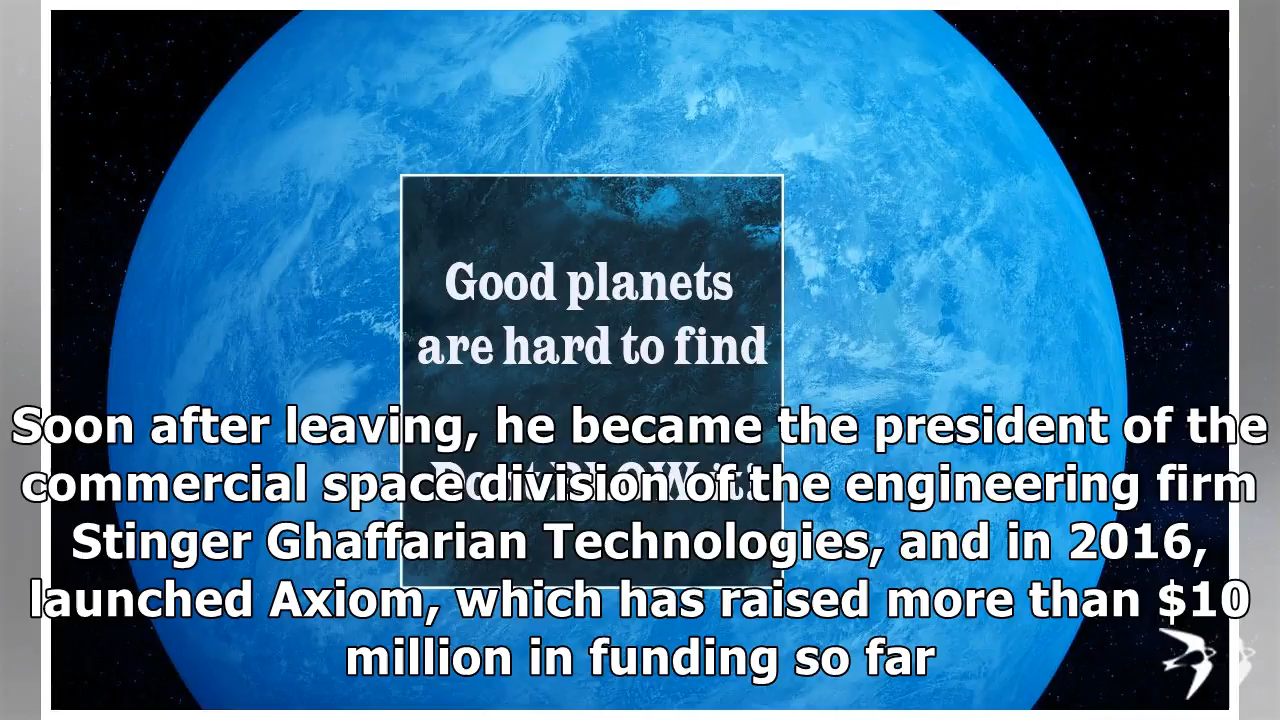 Good planets
are hard to find
Soon after leaving, he became the president of the
commercial space division of the engineering firm
Stinger Ghaffarian Technologies, and in 2016,
launched Axiom, which has raised more than $10
million in funding so far